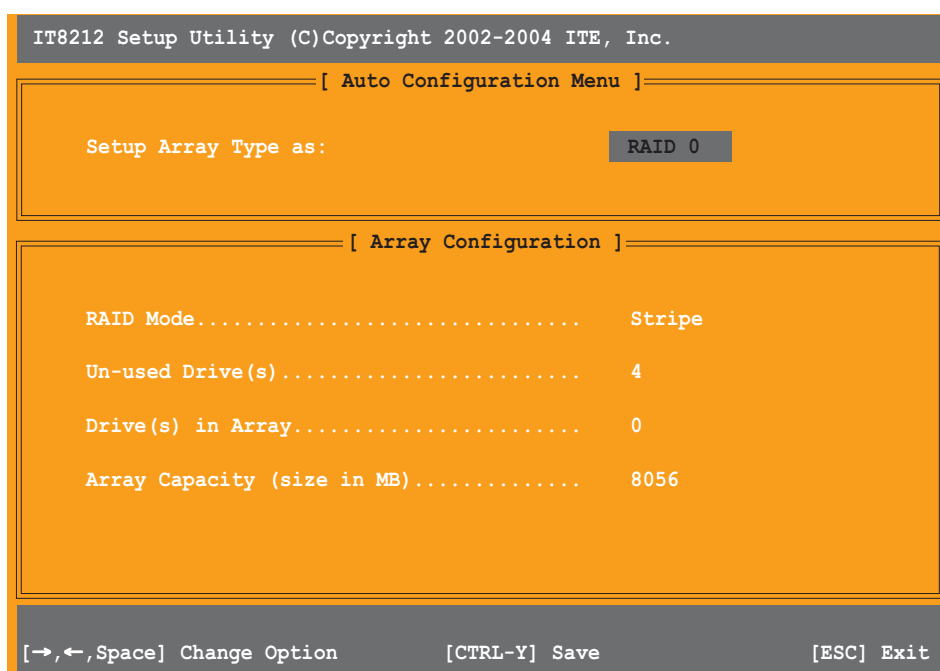 IT8212 Setup Utility (C)Copyright 2002-2004 ITE, Inc.
[ Auto Configuration Menu ]
Setup Array Type as: RAID 0
[ Array Configuration ]
RAID Mode................................ Stripe
Un-used Drive(s)......................... 4
Drive(s) in Array........................ 0
Array Capacity (size in MB).............. 8056
[→,←,Space] Change Option [CTRL-Y] Save [ESC] Exit